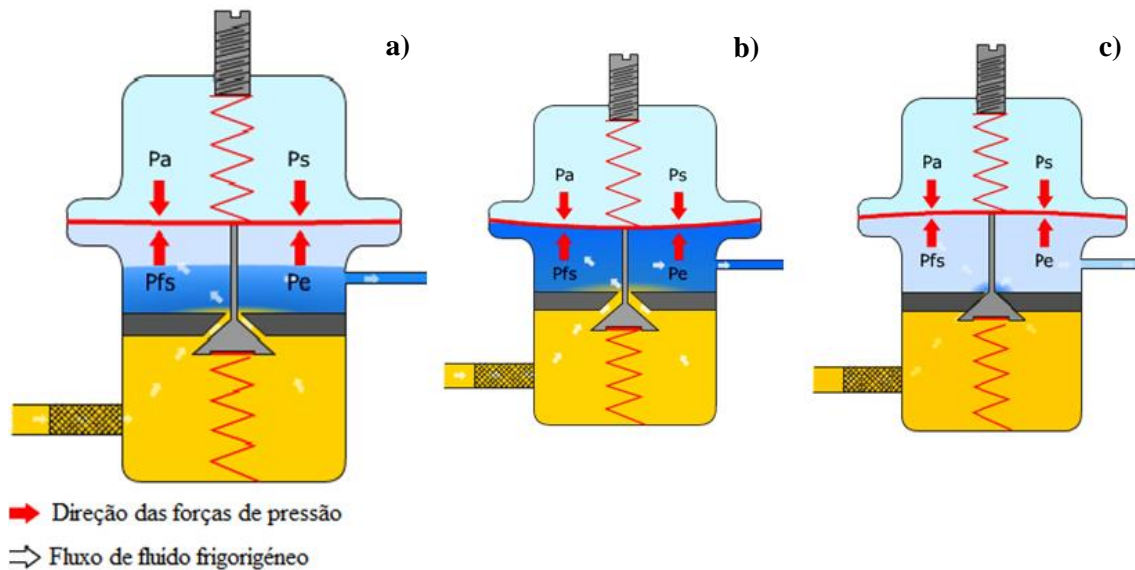 a)
Pa Ps
Pfs Pe
b)
Pa Ps
Pfs Pe
c)
Pa Ps
Pfs Pe
Direção das forças de pressão
Fluxo de fluido frigorigéneo